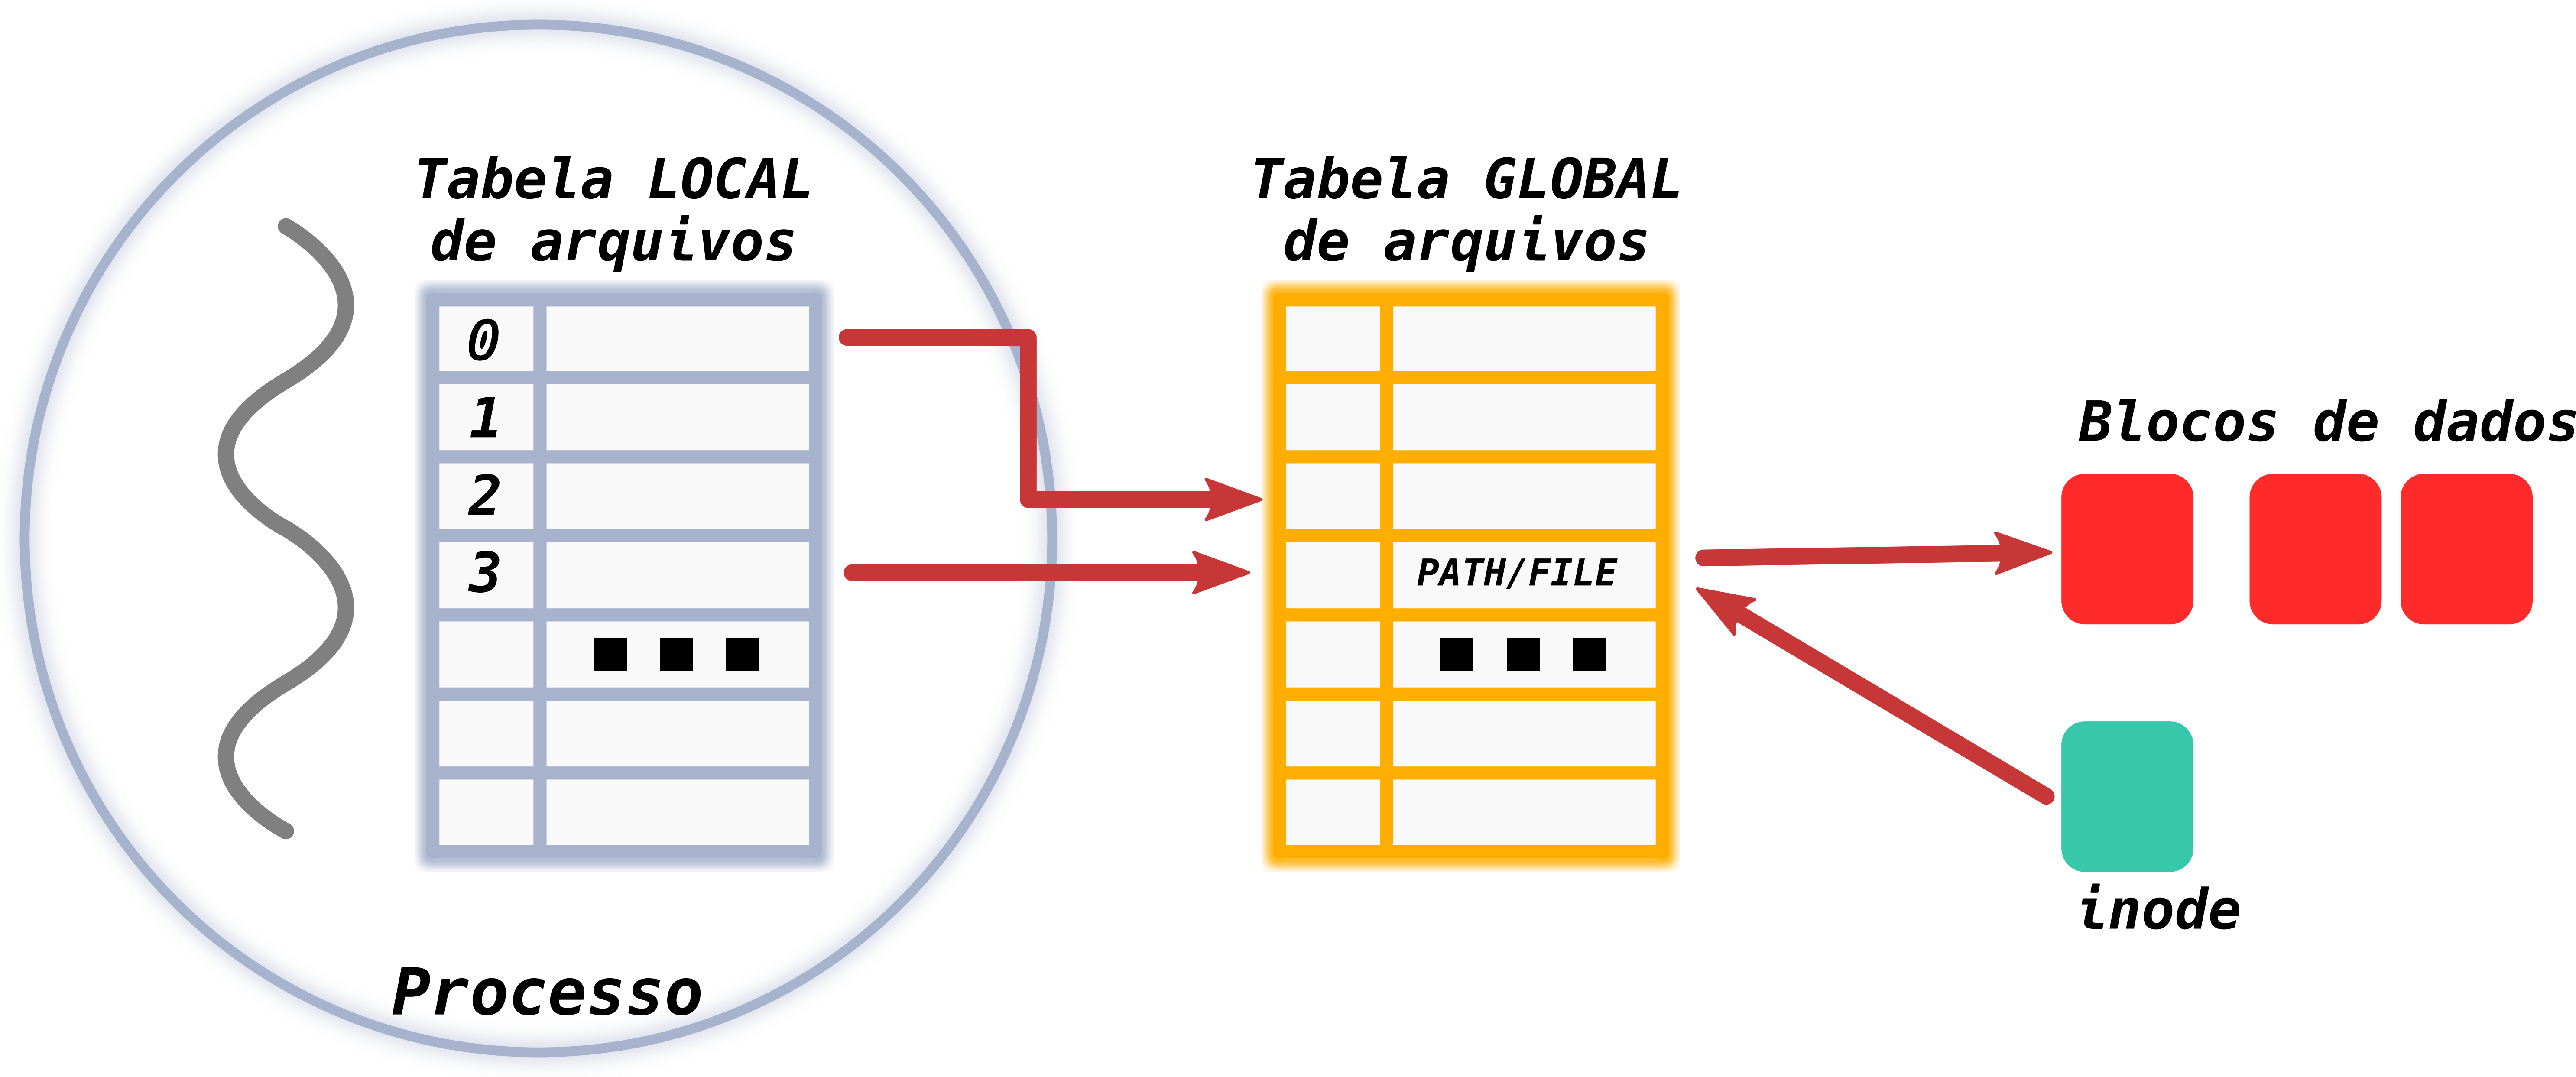 Tabela LOCAL
de arquivos
0
1
2
3
Processo
Tabela GLOBAL
de arquivos
PATH/FILE
Blocos de dados
inode